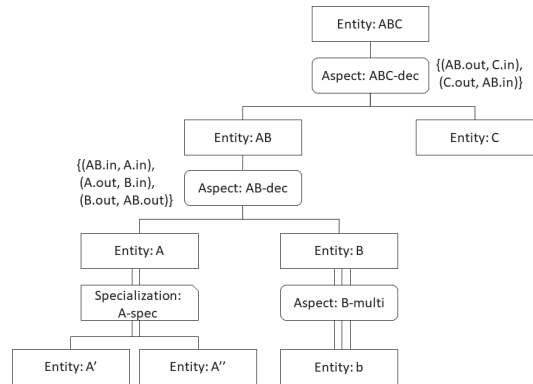 Entity: ABC
Aspect: ABC-dec
{(AB.out, C.in),
(C.out, AB.in)}
Entity: AB
Entity: C
{(AB.in, A.in),
(A.out, B.in),
(B.out, AB.out)}
Aspect: AB-dec
Entity: A
Entity: B
Specialization:
A-spec
Aspect: B-multi
Entity: A'
Entity: A''
Entity: b